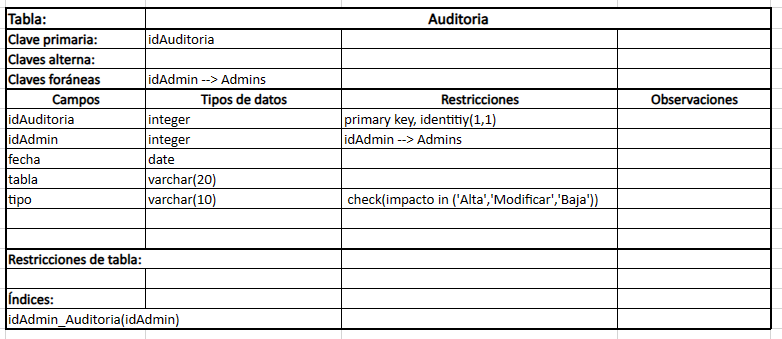 Tabla: Auditoria
Clave primaria: idAuditoria
Claves alterna:
Claves foráneas idAdmin --> Admins
Campos Tipos de datos Restricciones Observaciones
idAuditoria integer primary key, identitiy(1,1)
idAdmin integer idAdmin --> Admins
fecha date
tabla varchar(20)
tipo varchar(10) check(impacto in ('Alta','Modificar','Baja'))
Restricciones de tabla:
Índices:
idAdmin_Auditoria(idAdmin)